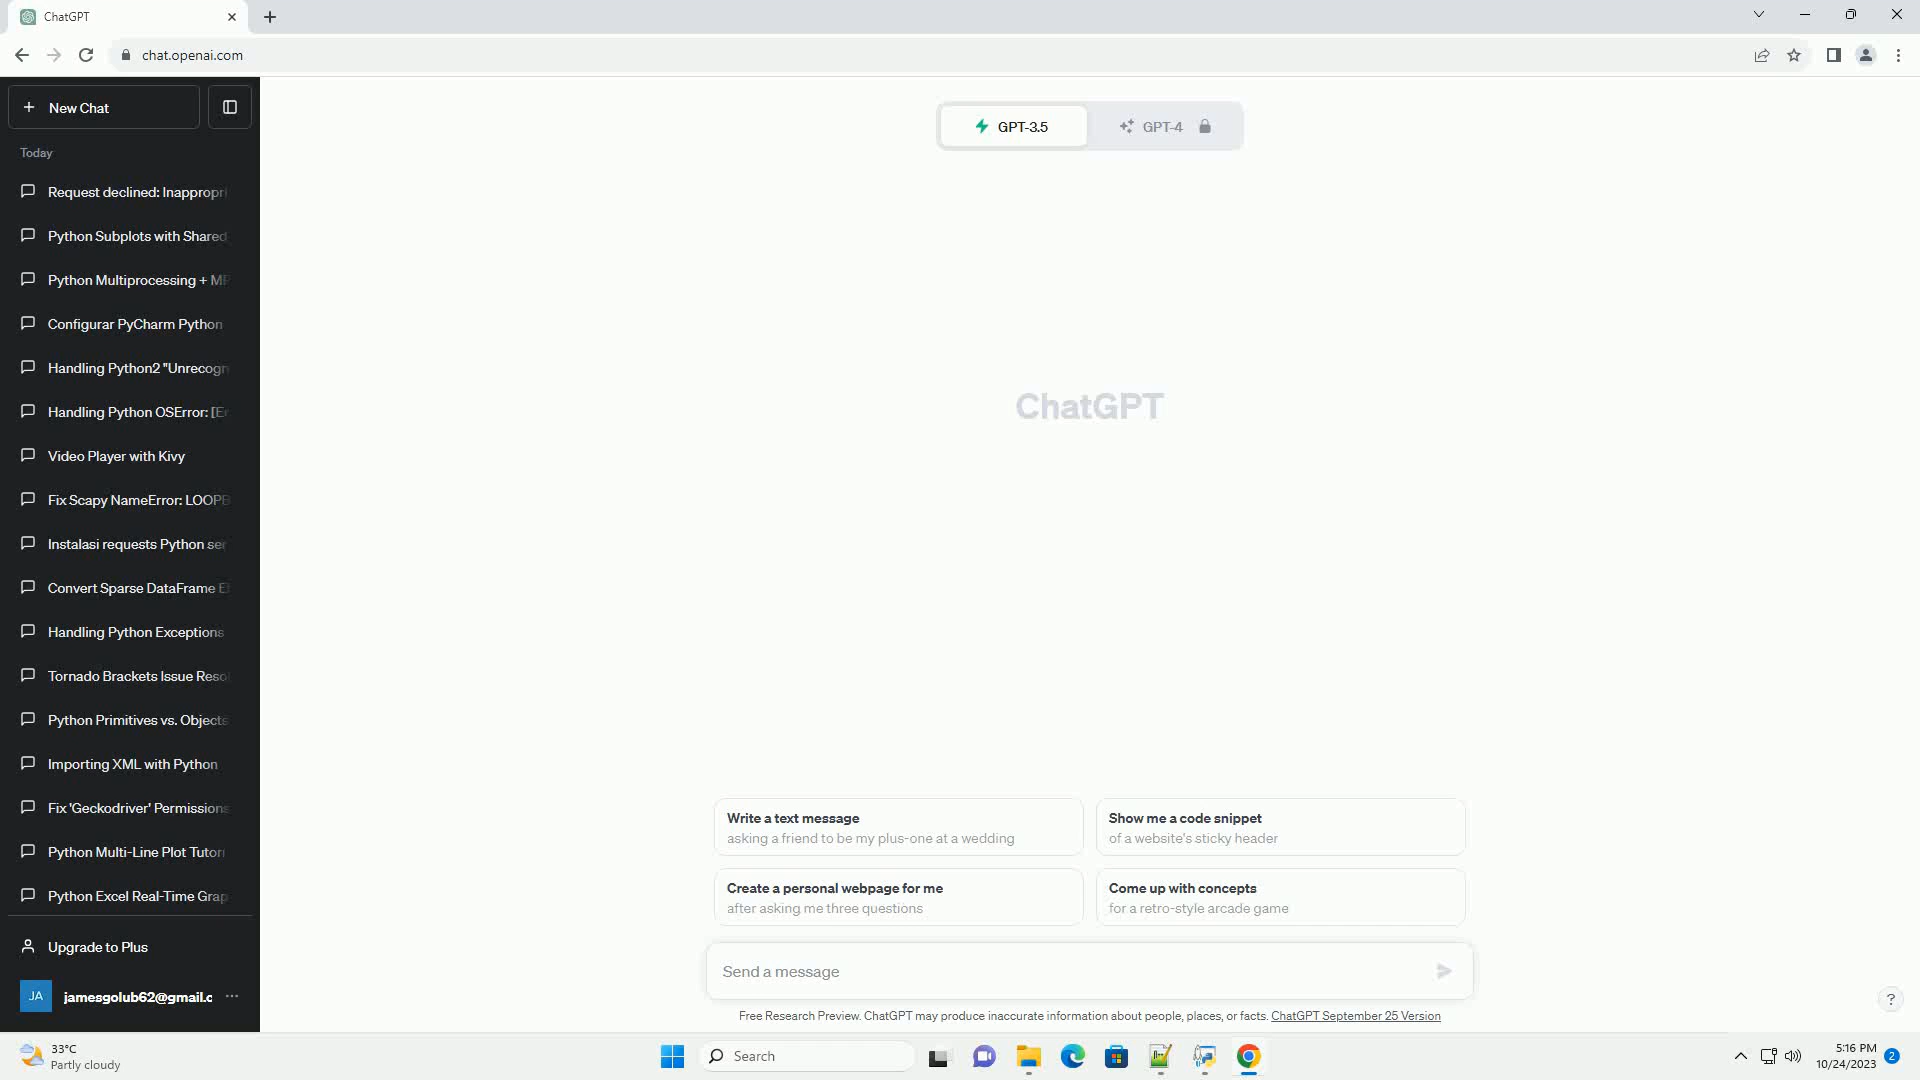 ChatGPT
chat.openai.com
New Chat
Today
Request declined: Inappropri
Python Subplots with Shared
Python Multiprocessing +
Configurar PyCharm Python
Handling Python2 "Unrecogn
Handling Python OSError:
Video Player with Kivy
Fix Scapy NameError:
Instalasi requests Python ser
Convert Sparse DataFrame
Handling Python Exceptions
Tornado Brackets Issue Resol
Python Primitives vs. Objects
Importing XML with Python
Fix 'Geckodriver' Permissions
Python Multi-Line Plot Tutori
Python Excel Real-Time Grap
Upgrade to Plus
JA
jamesgolub62@gmail.c
GPT-3.5
GPT-4
ChatGPT
Write a text message
asking a friend to be my plus-one at a wedding
Show me a code snippet
of a website's sticky header
Create a personal webpage for me
after asking me three questions
Come up with concepts
for a retro-style arcade game
Send a message
?
Free Research Preview. ChatGPT may produce inaccurate information about people, places, or facts. ChatGPT September 25 Version
33°C
Partly cloudy
Search
5:16 PM
10/24/2023
2